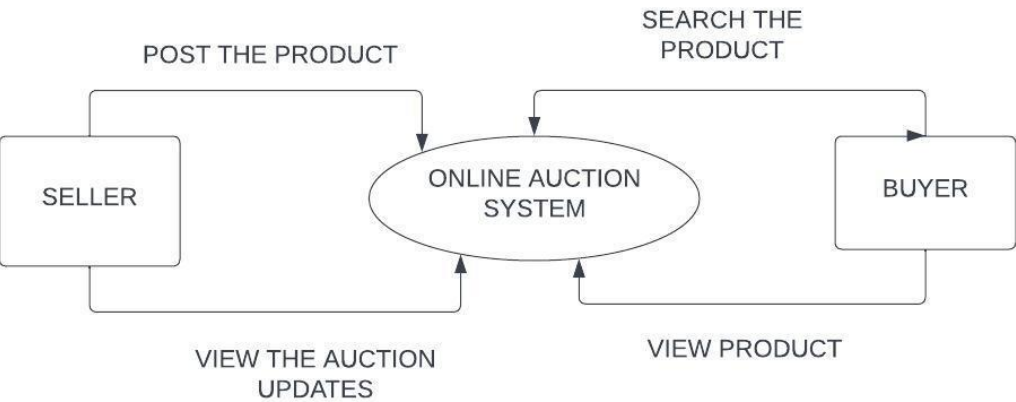 SEARCH THE
PRODUCT
POST THE PRODUCT
SELLER
ONLINE AUCTION
SYSTEM
BUYER
VIEW THE AUCTION
UPDATES
VIEW PRODUCT